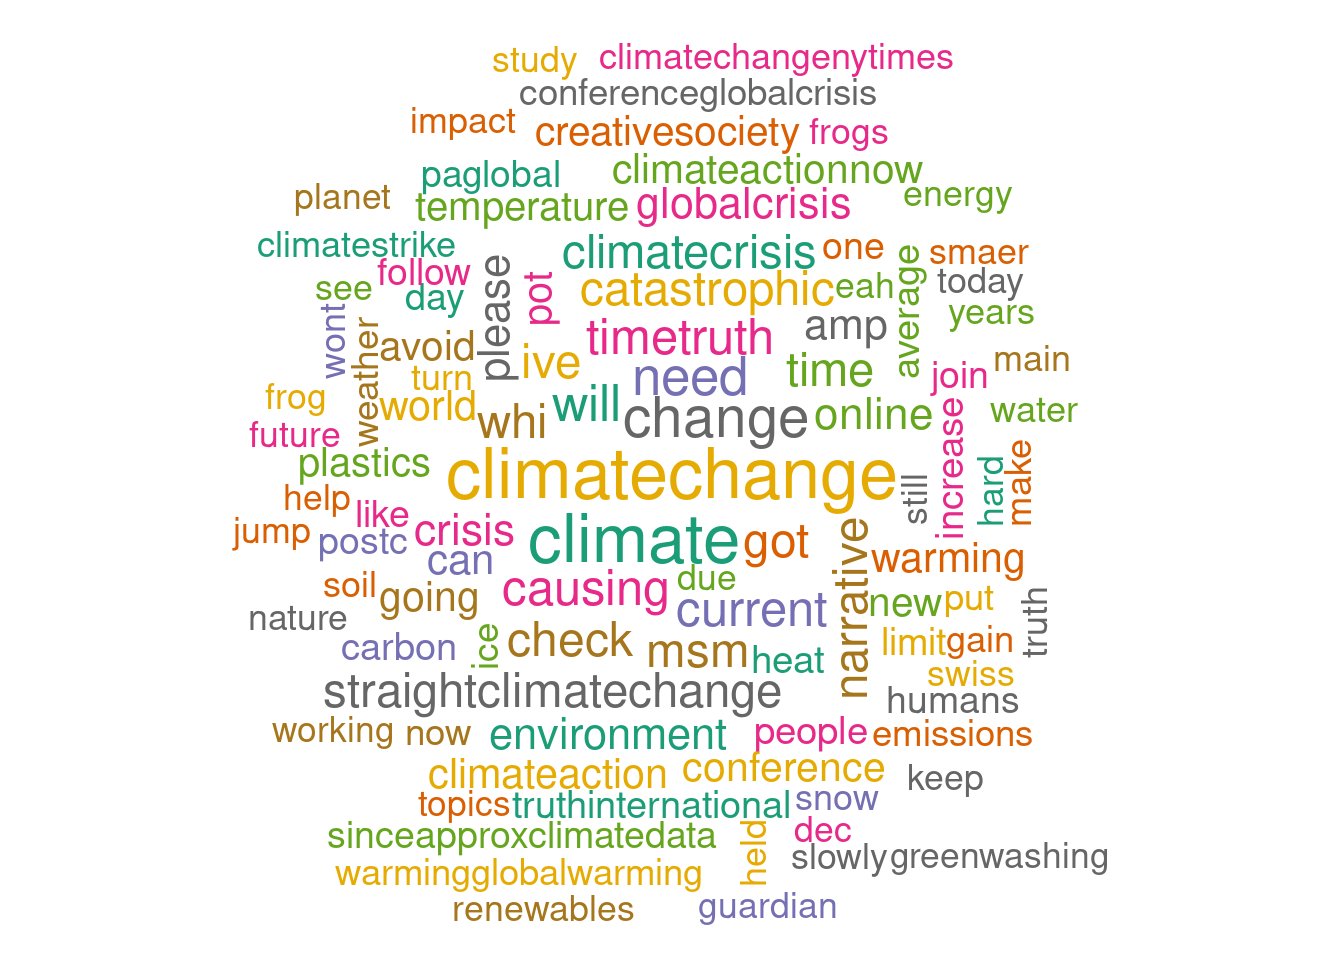 study climatechangenytimes
conferenceglobalcrisis
impact creativesociety frogs
paglobal climateactionnow
planet temperature globalcrisis energy
climatestrike climatecrisis one smaer
follow please pot catastrophic eah average today
see day years
wont weather avoid timetruth amp
turn ive need time join main
frog world whi will change online water
future
plastics climatechange still increase hard make
help like
jump postc crisis climate got narrative warming
can
soil going causing due current new put truth
nature
carbon ice check msm heat limit gain
swiss
straightclimatechange humans
working now environment people emissions
climateaction conference keep
topics truthinternational snow
sinceapproxclimatedata held dec
slowly greenwashing
warmingglobalwarming
renewables guardian